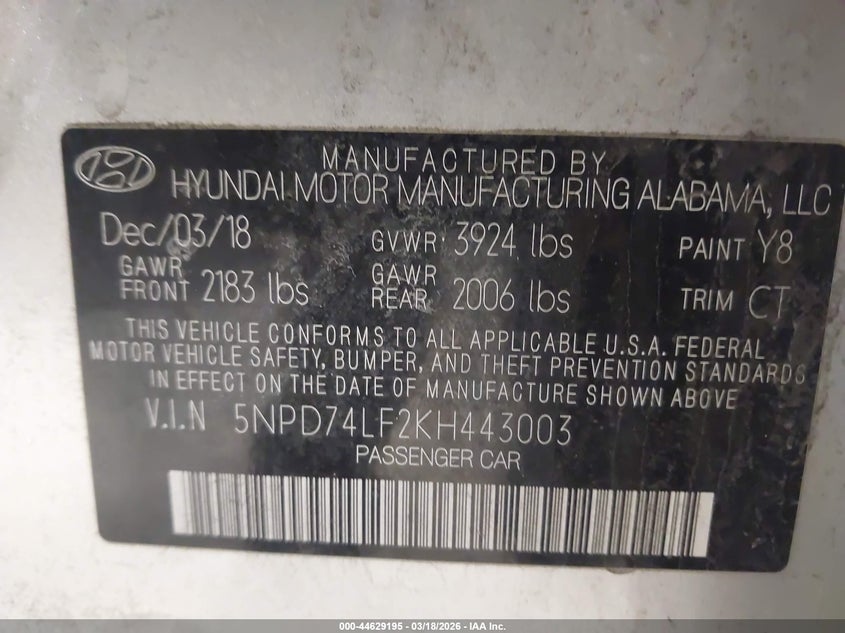 MANUFACTURED BY
HYUNDAI MOTOR MANUFACTURING ALABAMA, LLC
Dec/03/18 GVWR 3924 lbs PAINT Y8
GAWR FRONT 2183 lbs GAWR REAR 2006 lbs TRIM CT
THIS VEHICLE CONFORMS TO ALL APPLICABLE U.S.A. FEDERAL
MOTOR VEHICLE SAFETY, BUMPER, AND THEFT PREVENTION STANDARDS
IN EFFECT ON THE DATE OF MANUFACTURE SHOWN ABOVE
V.I.N 5NPD74LF2KH443003
PASSENGER CAR
000-44629195 — 03/18/2026 — IAA Inc.